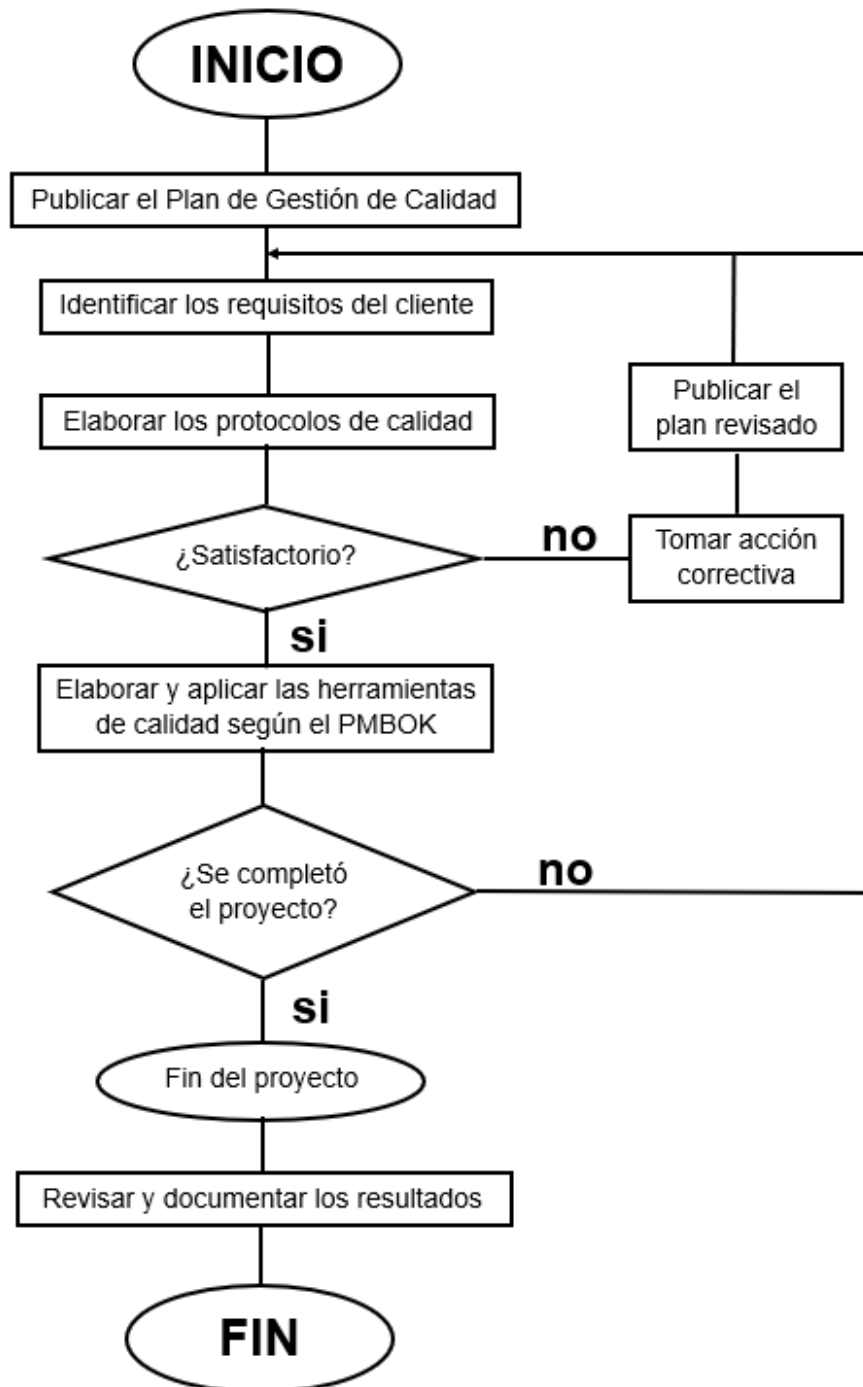 INICIO
Publicar el Plan de Gestión de Calidad
Identificar los requisitos del cliente
Elaborar los protocolos de calidad
Publicar el
plan revisado
¿Satisfactorio?
no
Tomar acción
correctiva
si
Elaborar y aplicar las herramientas
de calidad según el PMBOK
¿Se completó
el proyecto?
no
si
Fin del proyecto
Revisar y documentar los resultados
FIN